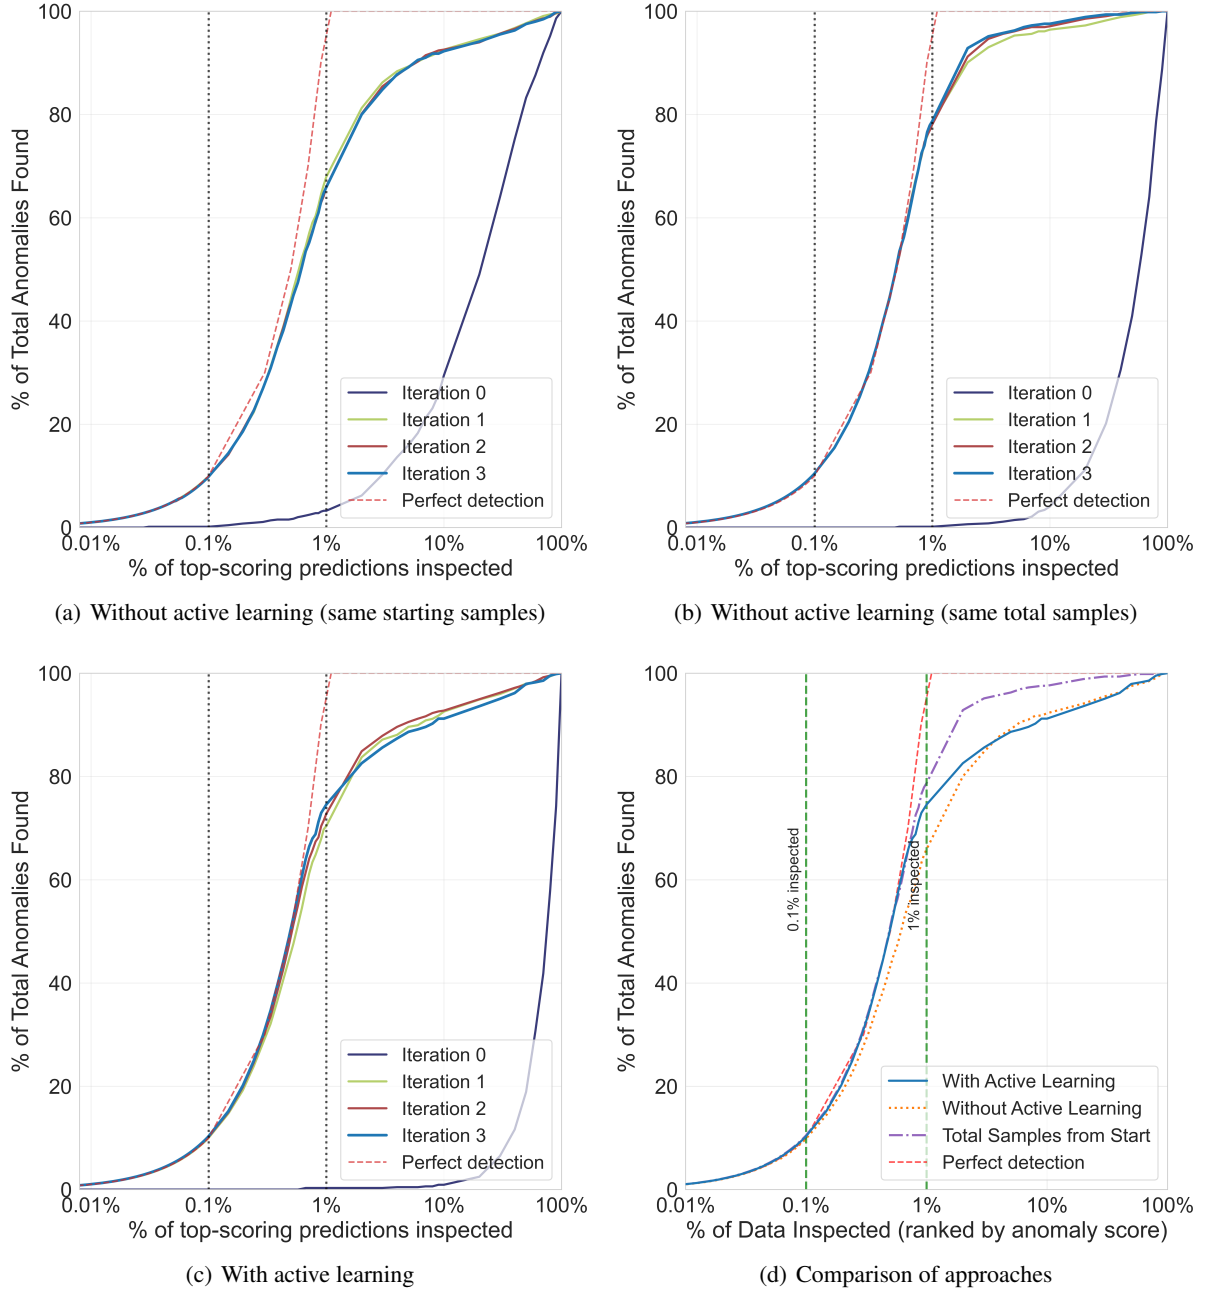 % of Total Anomalies Found
100
80
60
40
20
0
0.01% 0.1% 1% 10% 100%
% of top-scoring predictions inspected
Iteration 0
Iteration 1
Iteration 2
Iteration 3
Perfect detection
(a) Without active learning (same starting samples)
% of Total Anomalies Found
100
80
60
40
20
0
0.01% 0.1% 1% 10% 100%
% of top-scoring predictions inspected
Iteration 0
Iteration 1
Iteration 2
Iteration 3
Perfect detection
(b) Without active learning (same total samples)
% of Total Anomalies Found
100
80
60
40
20
0
0.01% 0.1% 1% 10% 100%
% of top-scoring predictions inspected
Iteration 0
Iteration 1
Iteration 2
Iteration 3
Perfect detection
(c) With active learning
% of Total Anomalies Found
100
80
60
40
20
0
0.1% inspected
1% inspected
With Active Learning
Without Active Learning
Total Samples from Start
Perfect detection
0.01% 0.1% 1% 10% 100%
% of Data Inspected (ranked by anomaly score)
(d) Comparison of approaches